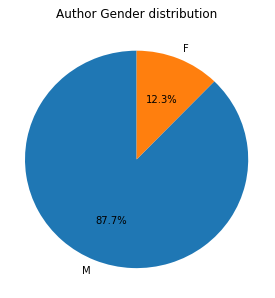 Author Gender distribution
F
12.3%
87.7%
M